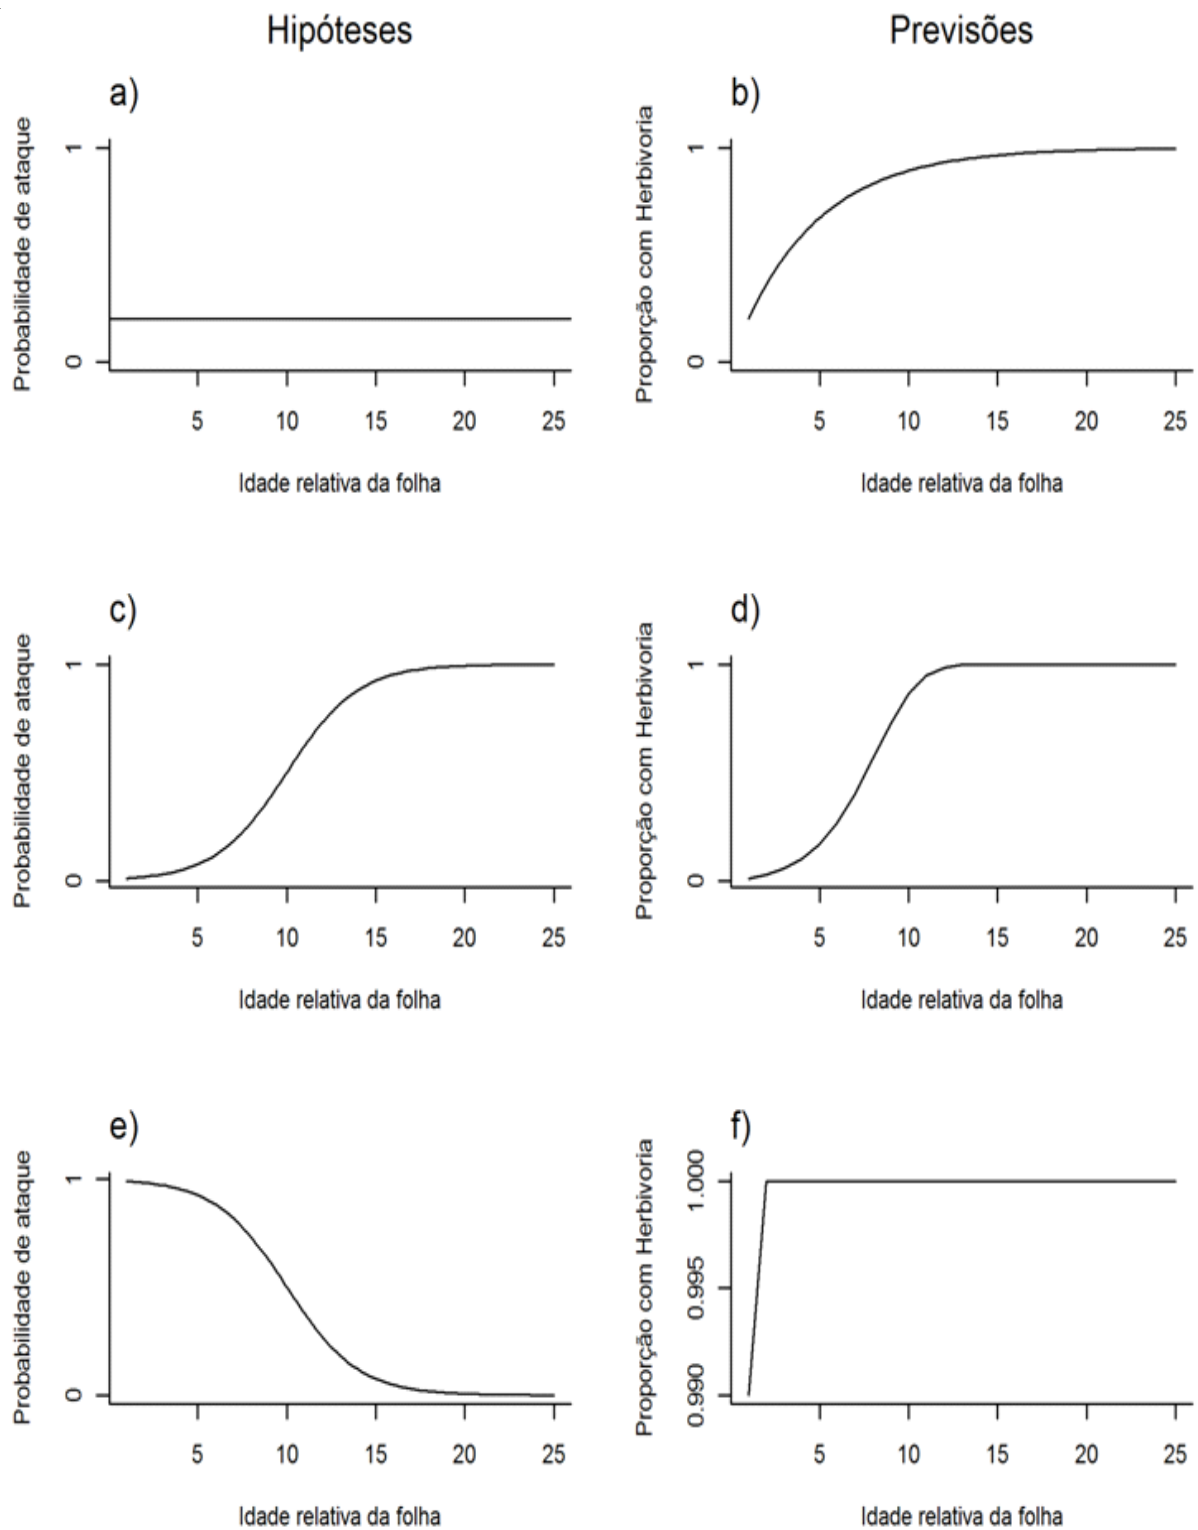 Hipóteses
Previsões
a)
Probabilidade de ataque
1
0
5 10 15 20 25
Idade relativa da folha
b)
Proporção com Herbivoria
1
0
5 10 15 20 25
Idade relativa da folha
c)
Probabilidade de ataque
1
0
5 10 15 20 25
Idade relativa da folha
d)
Proporção com Herbivoria
1
0
5 10 15 20 25
Idade relativa da folha
e)
Probabilidade de ataque
1
0
5 10 15 20 25
Idade relativa da folha
f)
Proporção com Herbivoria
1.000
0.995
0.990
5 10 15 20 25
Idade relativa da folha